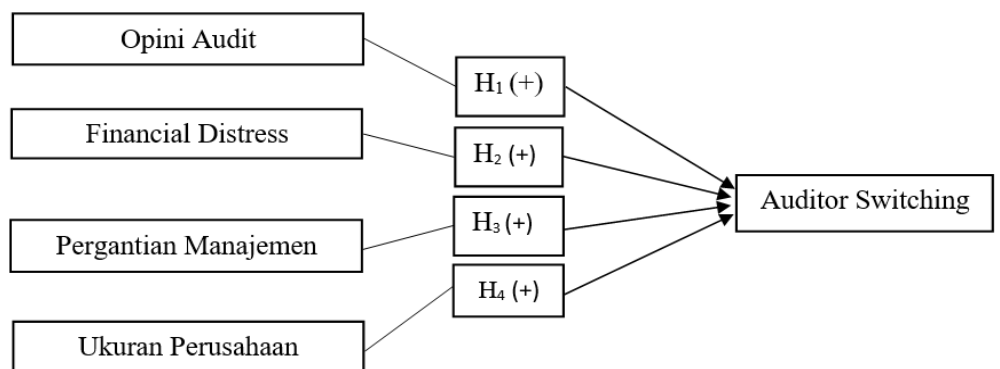 Opini Audit
H₁ (+)
Financial Distress
H₂ (+)
Auditor Switching
Pergantian Manajemen
H₃ (+)
H₄ (+)
Ukuran Perusahaan